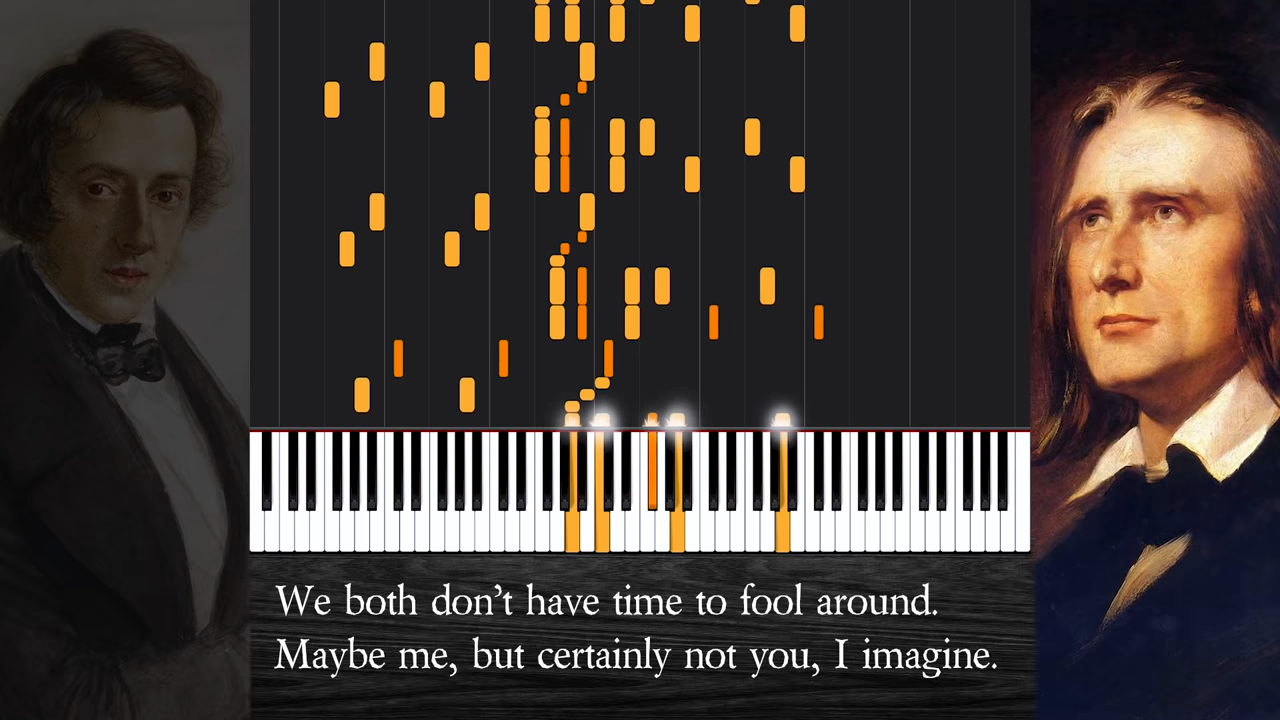 We both don't have time to fool around.
Maybe me, but certainly not you, I imagine.